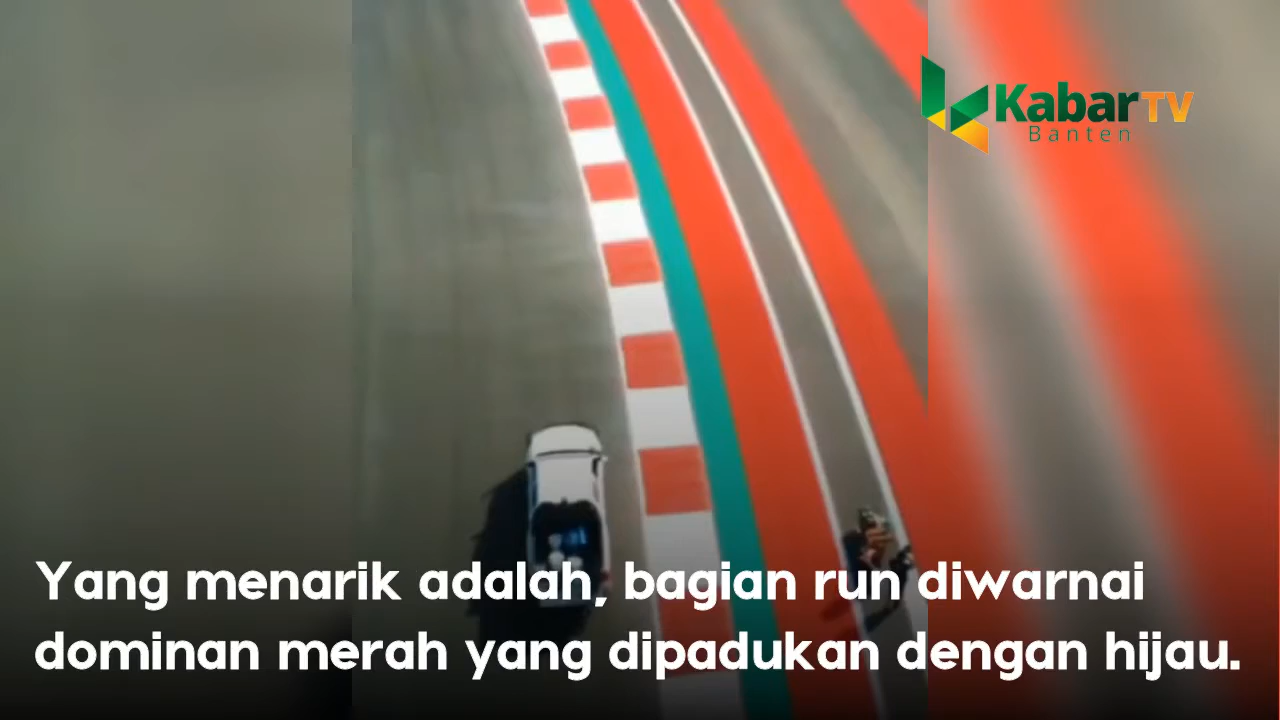 KabarTV
Banten
Yang menarik adalah, bagian run diwarnai
dominan merah yang dipadukan dengan hijau.